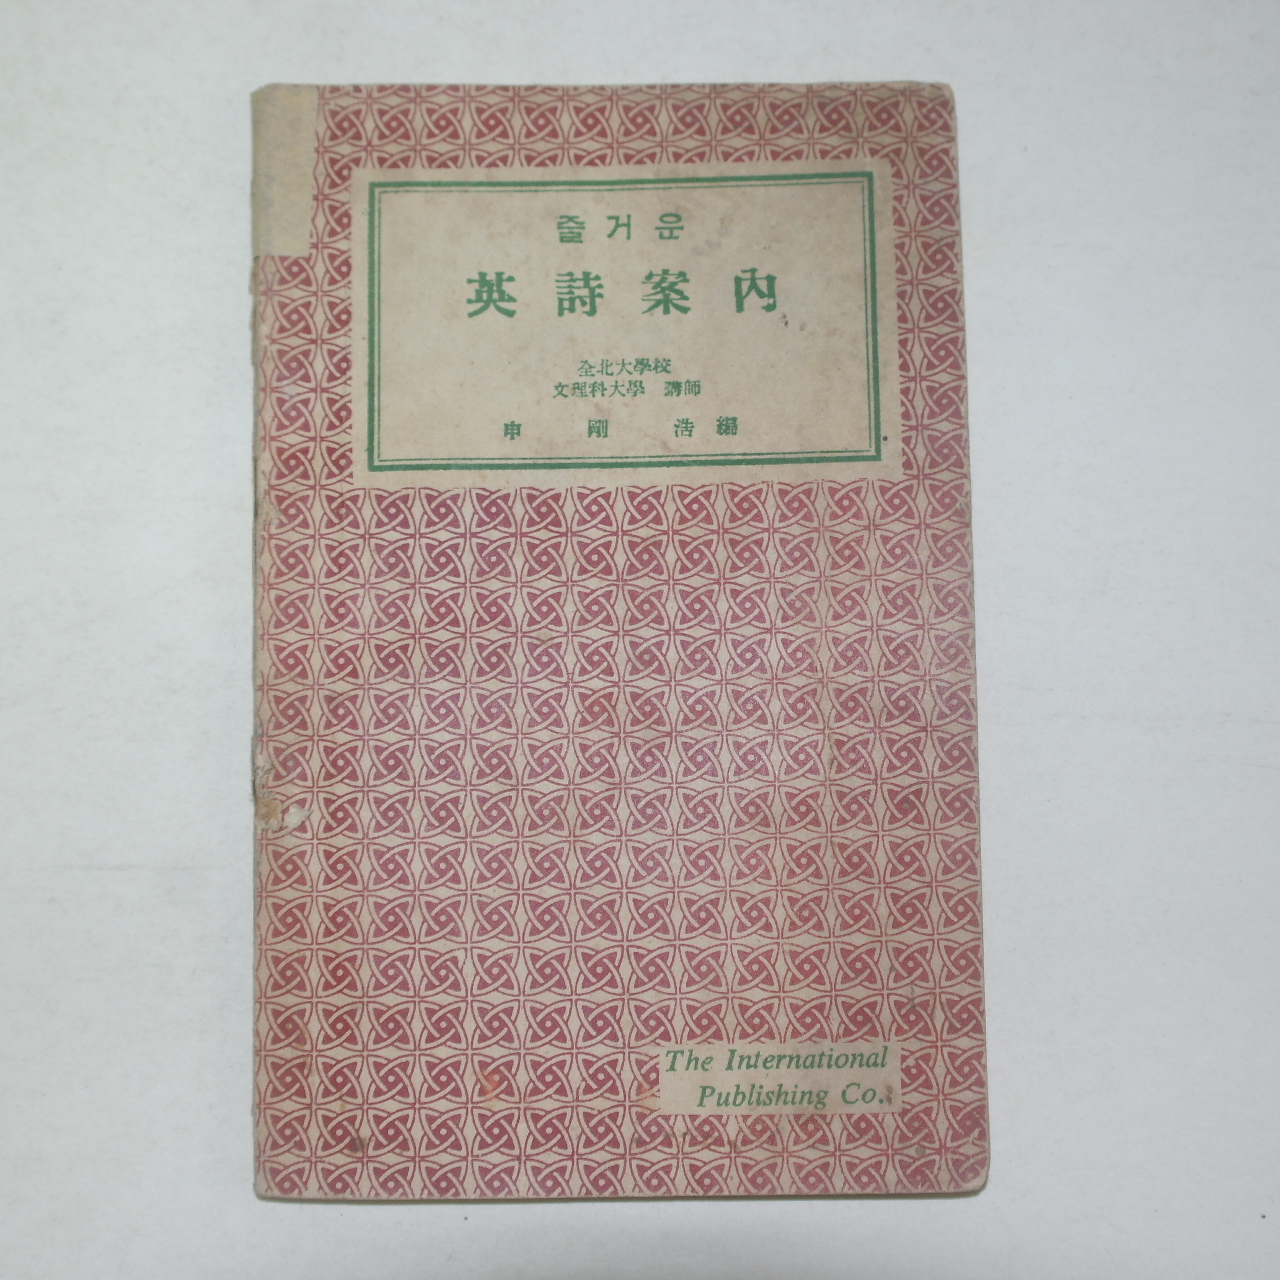 즐거운
英詩案內
全北大學校
文理科大學 講師
申剛浩編
The International
Publishing Co.